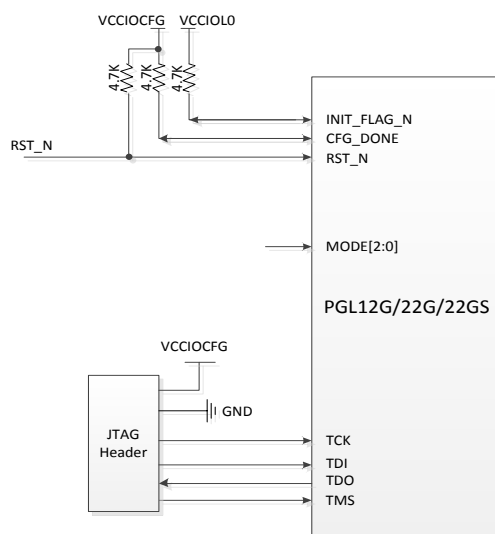 VCCIOCFG VCCIOL0
4.7K 4.7K 4.7K
INIT_FLAG_N
CFG_DONE
RST_N RST_N
MODE[2:0]
PGL12G/22G/22GS
VCCIOCFG
GND
JTAG
Header
TCK
TDI
TDO
TMS